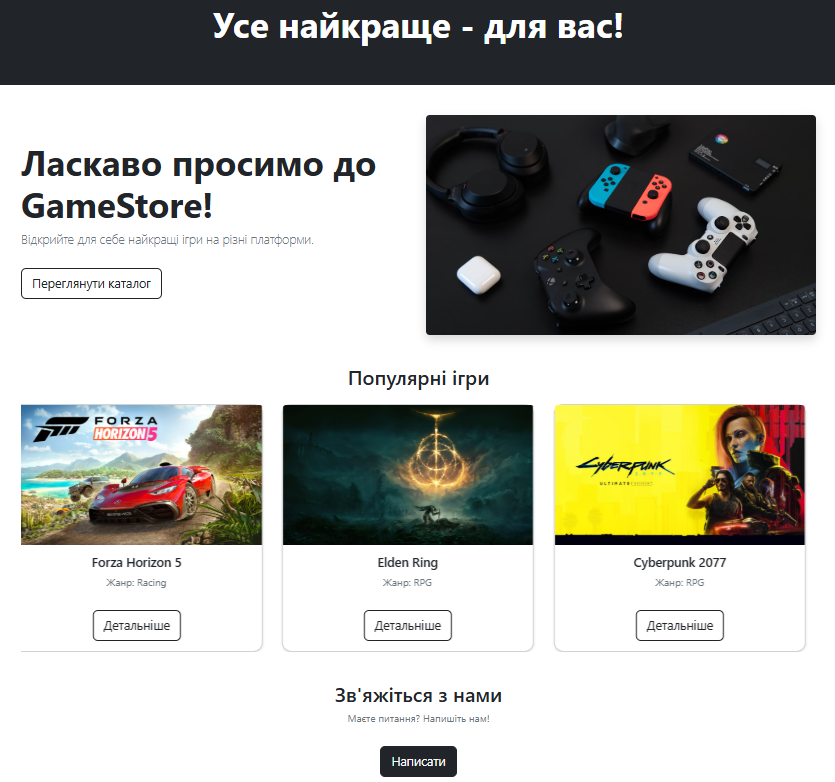 Усе найкраще - для вас!
Ласкаво просимо до
GameStore!
Відкрийте для себе найкращі ігри на різні платформи.
Переглянути каталог
Популярні ігри
FORZA
HORIZON 5
Cyberpunk
ULTIMATE
Forza Horizon 5
Elden Ring
Cyberpunk 2077
Жанр: Racing
Жанр: RPG
Жанр: RPG
Детальніше
Детальніше
Детальніше
Зв'яжіться з нами
Маєте питання? Напишіть нам!
Написати